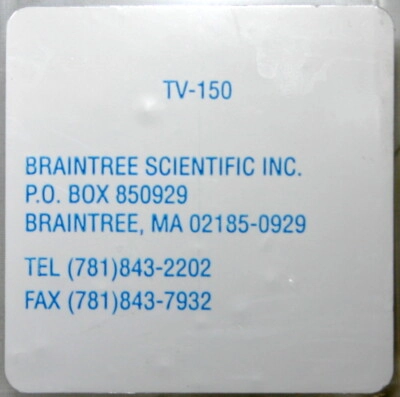 TV-150
BRAINTREE SCIENTIFIC INC.
P.O. BOX 850929
BRAINTREE, MA 02185-0929
TEL (781)843-2202
FAX (781)843-7932